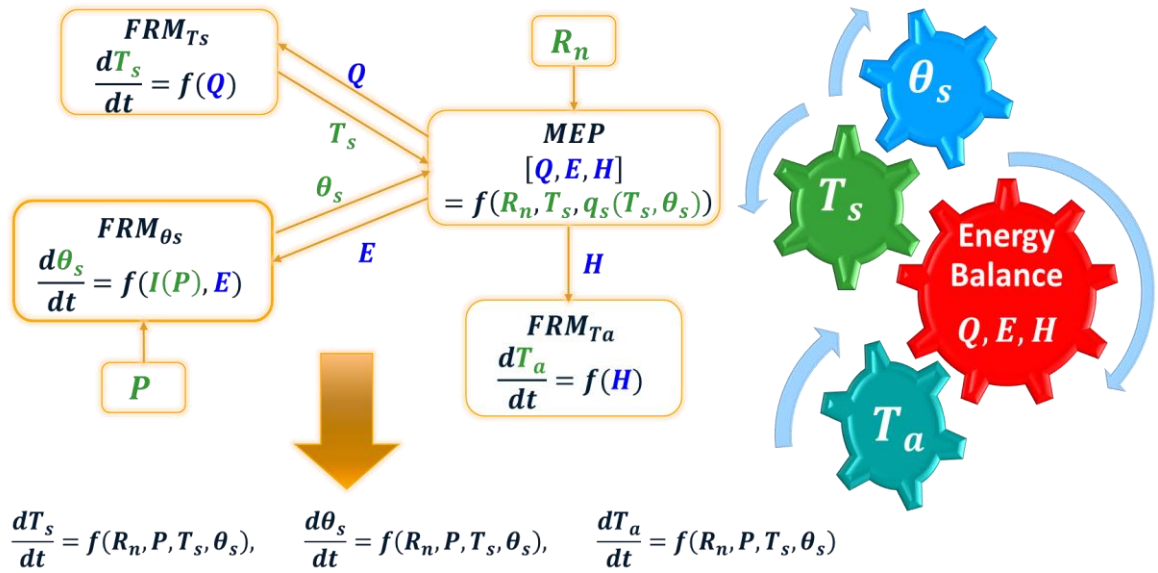 FRM_Ts
dT_s/dt = f(Q)
Q
T_s
R_n
MEP
[Q, E, H]
= f(R_n, T_s, q_s(T_s, θ_s))
θ_s
E
FRM_θs
dθ_s/dt = f(I(P), E)
P
H
FRM_Ta
dT_a/dt = f(H)
θ_s
T_s
Energy
Balance
Q, E, H
T_a
dT_s/dt = f(R_n, P, T_s, θ_s), dθ_s/dt = f(R_n, P, T_s, θ_s), dT_a/dt = f(R_n, P, T_s, θ_s)